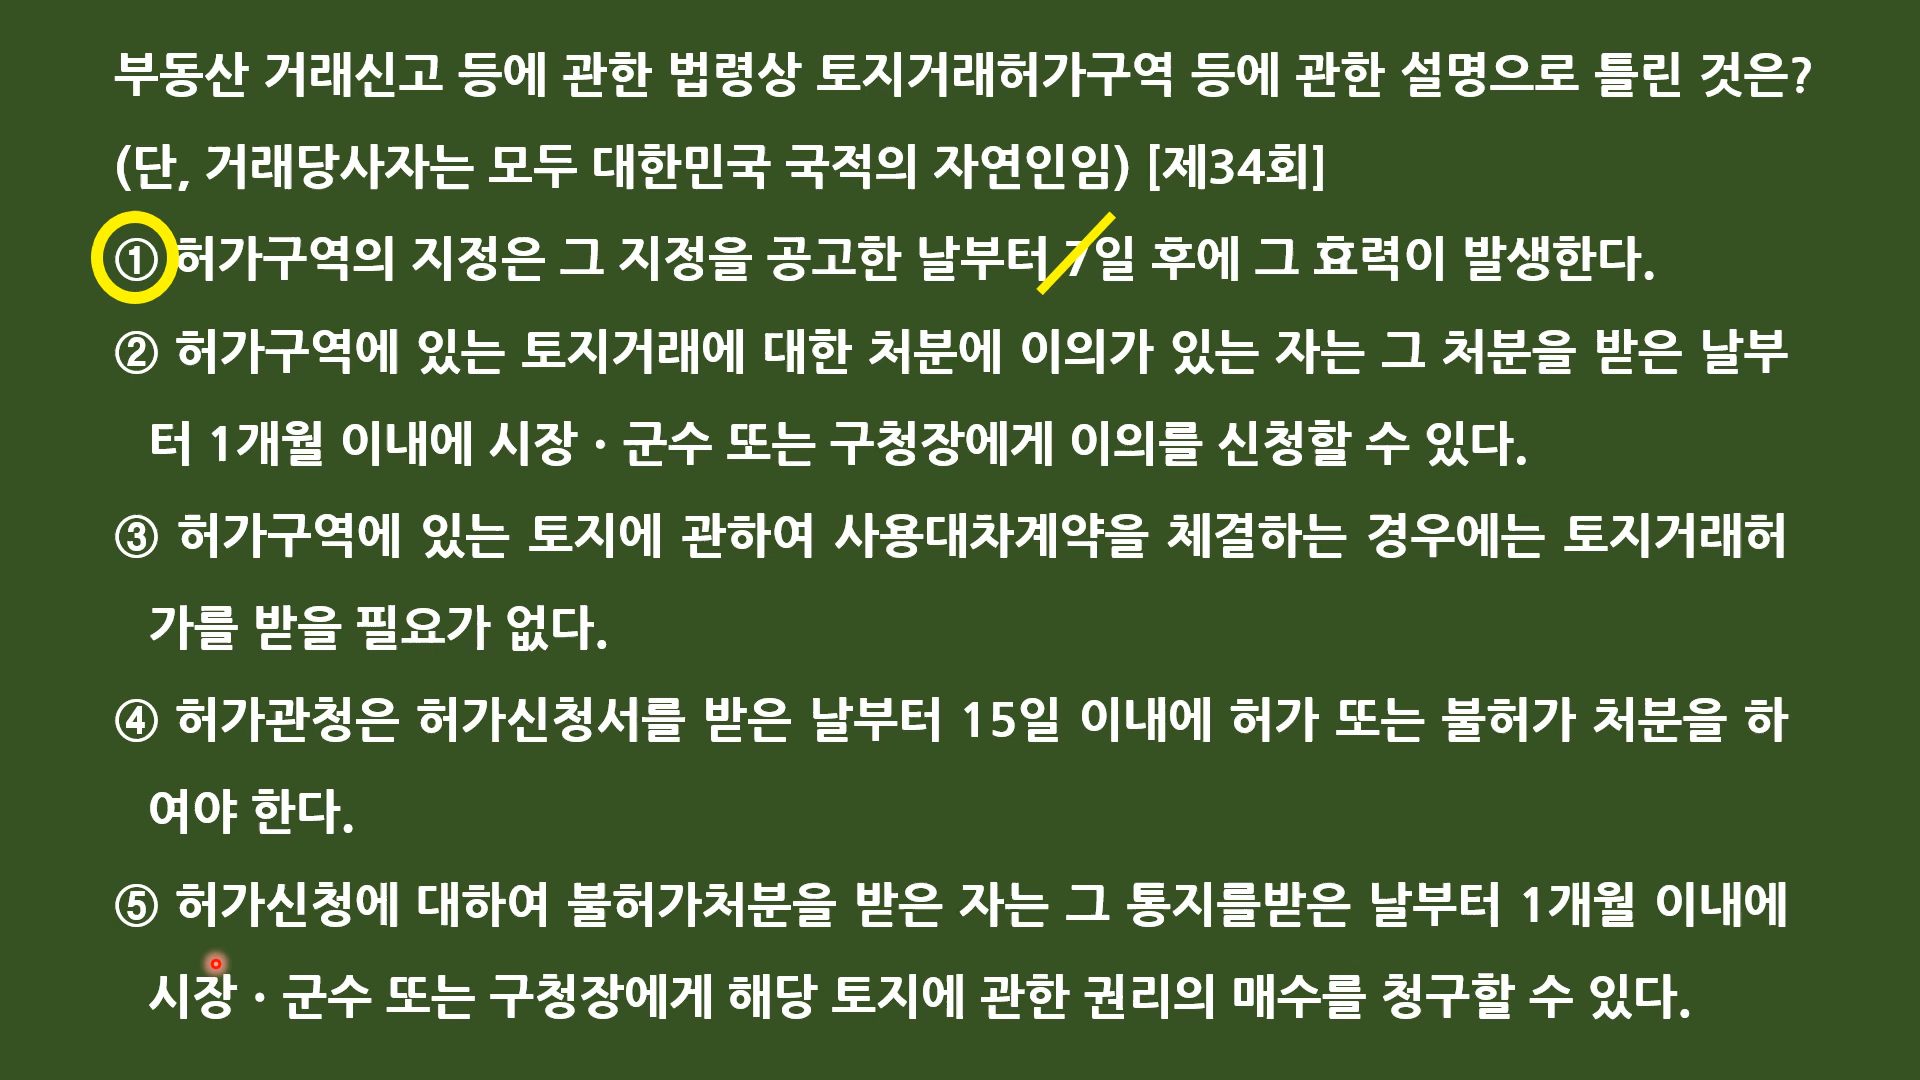 부동산 거래신고 등에 관한 법령상 토지거래허가구역 등에 관한 설명으로 틀린 것은?
(단, 거래당사자는 모두 대한민국 국적의 자연인임) [제34회]
① 허가구역의 지정은 그 지정을 공고한 날부터 7일 후에 그 효력이 발생한다.
② 허가구역에 있는 토지거래에 대한 처분에 이의가 있는 자는 그 처분을 받은 날부
터 1개월 이내에 시장・군수 또는 구청장에게 이의를 신청할 수 있다.
③ 허가구역에 있는 토지에 관하여 사용대차계약을 체결하는 경우에는 토지거래허
가를 받을 필요가 없다.
④ 허가관청은 허가신청서를 받은 날부터 15일 이내에 허가 또는 불허가 처분을 하
여야 한다.
⑤ 허가신청에 대하여 불허가처분을 받은 자는 그 통지를받은 날부터 1개월 이내에
시장・군수 또는 구청장에게 해당 토지에 관한 권리의 매수를 청구할 수 있다.